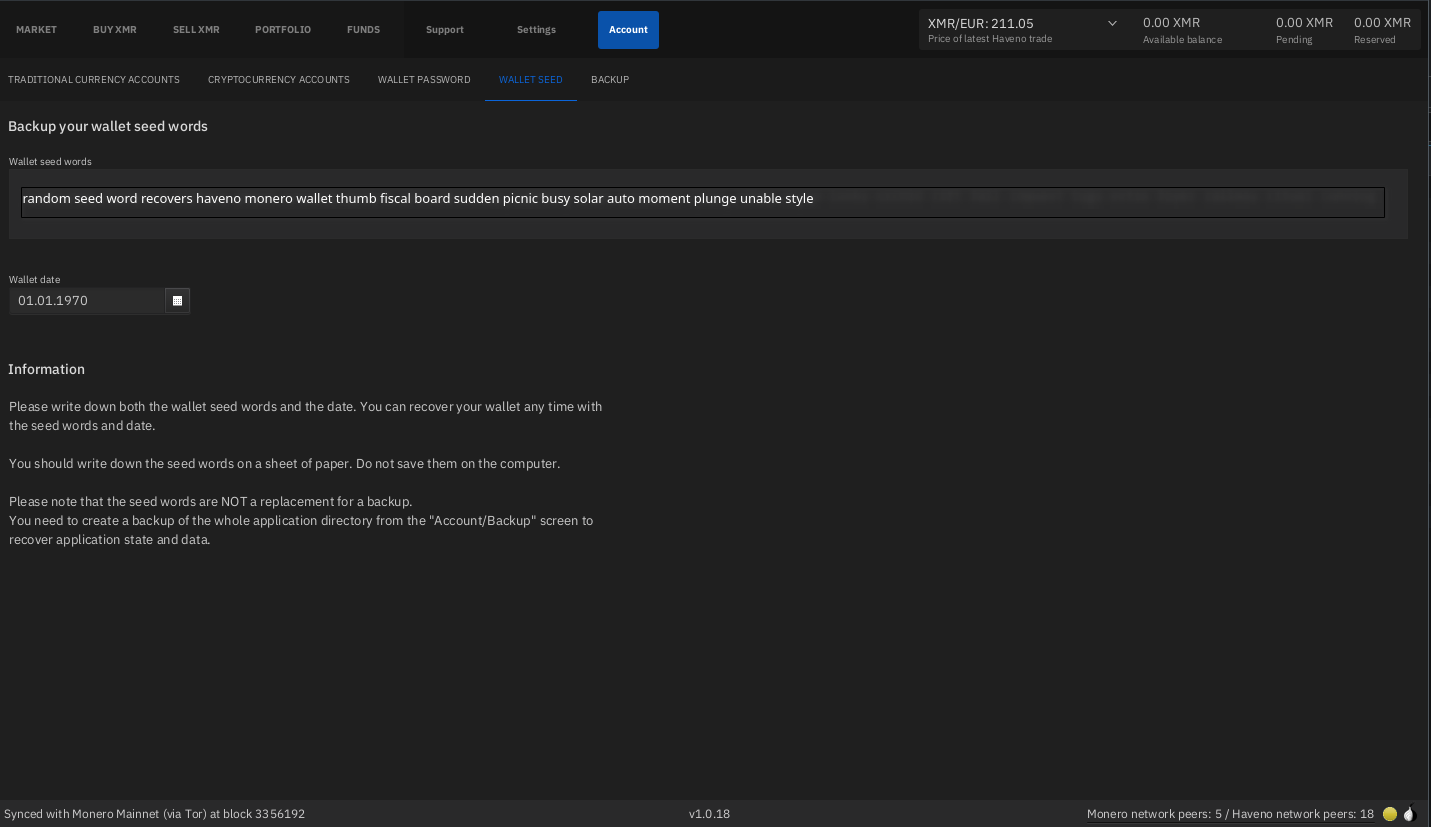 MARKET BUY XMR SELL XMR PORTFOLIO FUNDS Support Settings Account XMR/EUR: 211.05 0.00 XMR 0.00 XMR 0.00 XMR
Price of latest Haveno trade Available balance Pending Reserved
TRADITIONAL CURRENCY ACCOUNTS CRYPTOCURRENCY ACCOUNTS WALLET PASSWORD WALLET SEED BACKUP
Backup your wallet seed words
Wallet seed words
random seed word recovers haveno monero wallet thumb fiscal board sudden picnic busy solar auto moment plunge unable style
Wallet date
01.01.1970
Information
Please write down both the wallet seed words and the date. You can recover your wallet any time with
the seed words and date.
You should write down the seed words on a sheet of paper. Do not save them on the computer.
Please note that the seed words are NOT a replacement for a backup.
You need to create a backup of the whole application directory from the "Account/Backup" screen to
recover application state and data.
Synced with Monero Mainnet (via Tor) at block 3356192 v1.0.18 Monero network peers: 5 / Haveno network peers: 18